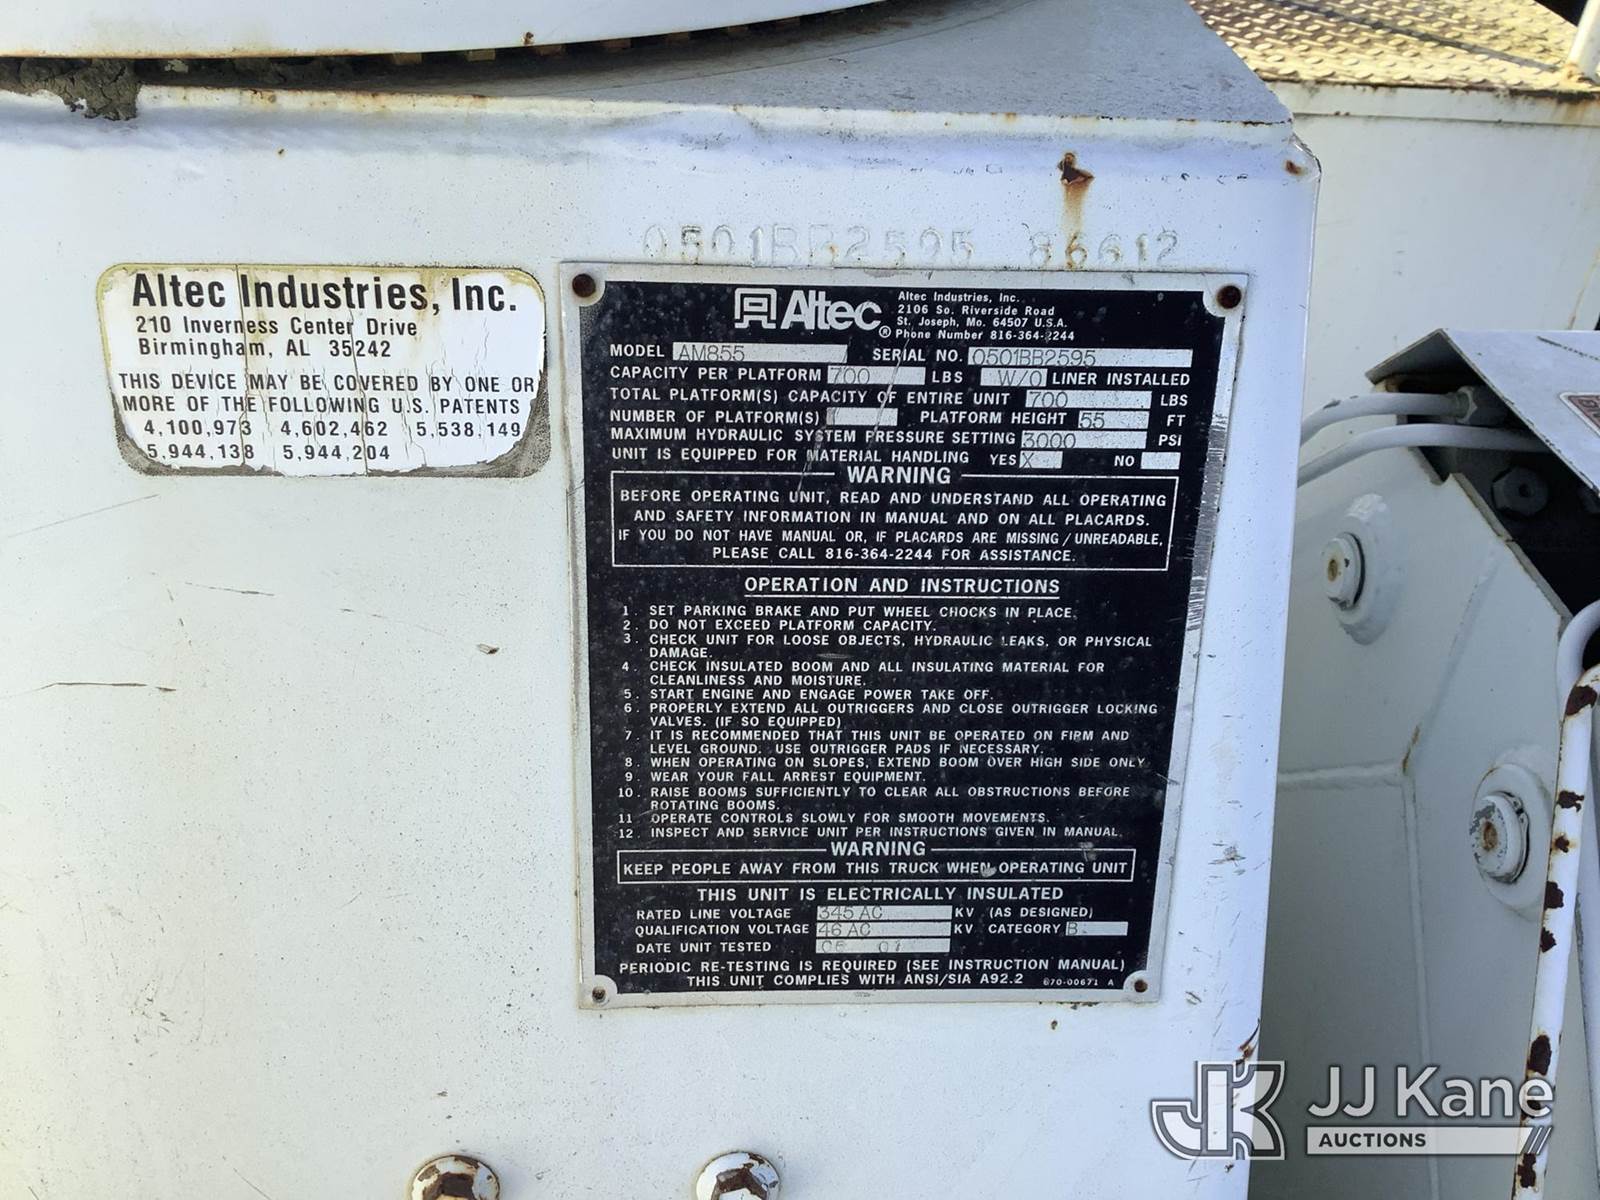 0501BB2595 86612
Altec Industries, Inc.
210 Inverness Center Drive
Birmingham, AL 35242
THIS DEVICE MAY BE COVERED BY ONE OR
MORE OF THE FOLLOWING U.S. PATENTS
4,100,973 4,602,462 5,538,149
5,944,138 5,944,204
Altec®
Altec Industries, Inc.
2106 So. Riverside Road
St. Joseph, Mo. 64507 U.S.A.
Phone Number 816-364-2244
MODEL AM855 SERIAL NO. 0501BB2595
CAPACITY PER PLATFORM 700 LBS W/O LINER INSTALLED
TOTAL PLATFORM(S) CAPACITY OF ENTIRE UNIT 700 LBS
NUMBER OF PLATFORM(S) PLATFORM HEIGHT 55 FT
MAXIMUM HYDRAULIC SYSTEM PRESSURE SETTING 3000 PSI
UNIT IS EQUIPPED FOR MATERIAL HANDLING YES X NO
WARNING
BEFORE OPERATING UNIT, READ AND UNDERSTAND ALL OPERATING
AND SAFETY INFORMATION IN MANUAL AND ON ALL PLACARDS.
IF YOU DO NOT HAVE MANUAL OR, IF PLACARDS ARE MISSING/UNREADABLE,
PLEASE CALL 816-364-2244 FOR ASSISTANCE.
OPERATION AND INSTRUCTIONS
1. SET PARKING BRAKE AND PUT WHEEL CHOCKS IN PLACE.
2. DO NOT EXCEED PLATFORM CAPACITY.
3. CHECK UNIT FOR LOOSE OBJECTS, HYDRAULIC LEAKS, OR PHYSICAL
DAMAGE.
4. CHECK INSULATED BOOM AND ALL INSULATING MATERIAL FOR
CLEANLINESS AND MOISTURE.
5. START ENGINE AND ENGAGE POWER TAKE OFF.
6. PROPERLY EXTEND ALL OUTRIGGERS AND CLOSE OUTRIGGER LOCKING
VALVES. (IF SO EQUIPPED)
7. IT IS RECOMMENDED THAT THIS UNIT BE OPERATED ON FIRM AND
LEVEL GROUND. USE OUTRIGGER PADS IF NECESSARY.
8. WHEN OPERATING ON SLOPES, EXTEND BOOM OVER HIGH SIDE ONLY
9. WEAR YOUR FALL ARREST EQUIPMENT.
10. RAISE BOOMS SUFFICIENTLY TO CLEAR ALL OBSTRUCTIONS BEFORE
ROTATING BOOMS.
11 OPERATE CONTROLS SLOWLY FOR SMOOTH MOVEMENTS.
12. INSPECT AND SERVICE UNIT PER INSTRUCTIONS GIVEN IN MANUAL.
WARNING
KEEP PEOPLE AWAY FROM THIS TRUCK WHEN OPERATING UNIT
THIS UNIT IS ELECTRICALLY INSULATED
RATED LINE VOLTAGE 345 AC KV (AS DESIGNED)
QUALIFICATION VOLTAGE 46 AC KV CATEGORY B
DATE UNIT TESTED 01
PERIODIC RE-TESTING IS REQUIRED (SEE INSTRUCTION MANUAL)
THIS UNIT COMPLIES WITH ANSI/SIA A92.2 670-00671 A
JK JJ Kane
AUCTIONS